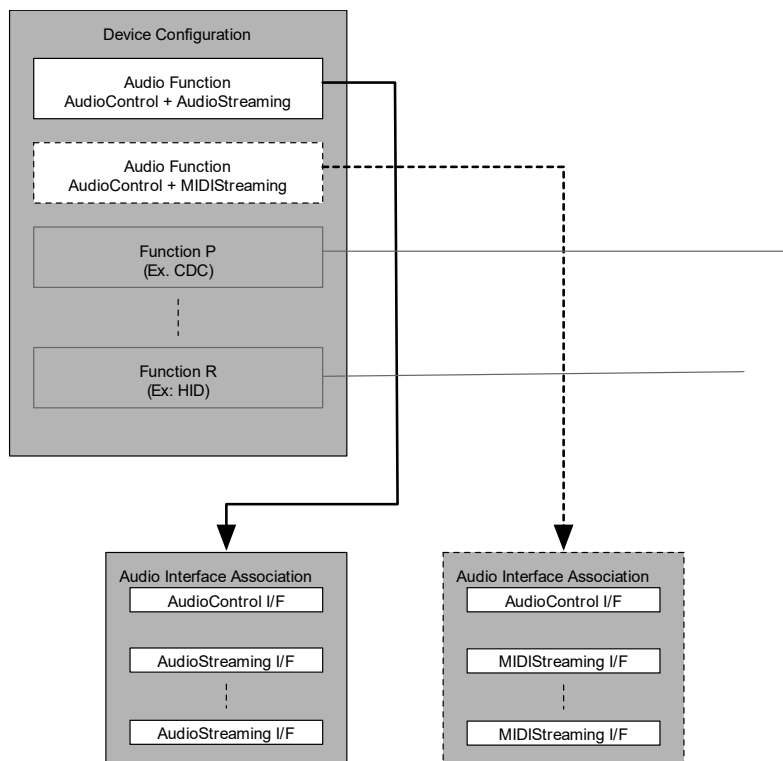 Device Configuration
Audio Function
AudioControl + AudioStreaming
Audio Function
AudioControl + MIDIStreaming
Function P
(Ex. CDC)
Function R
(Ex: HID)
Audio Interface Association
AudioControl I/F
AudioStreaming I/F
AudioStreaming I/F
Audio Interface Association
AudioControl I/F
MIDIStreaming I/F
MIDIStreaming I/F